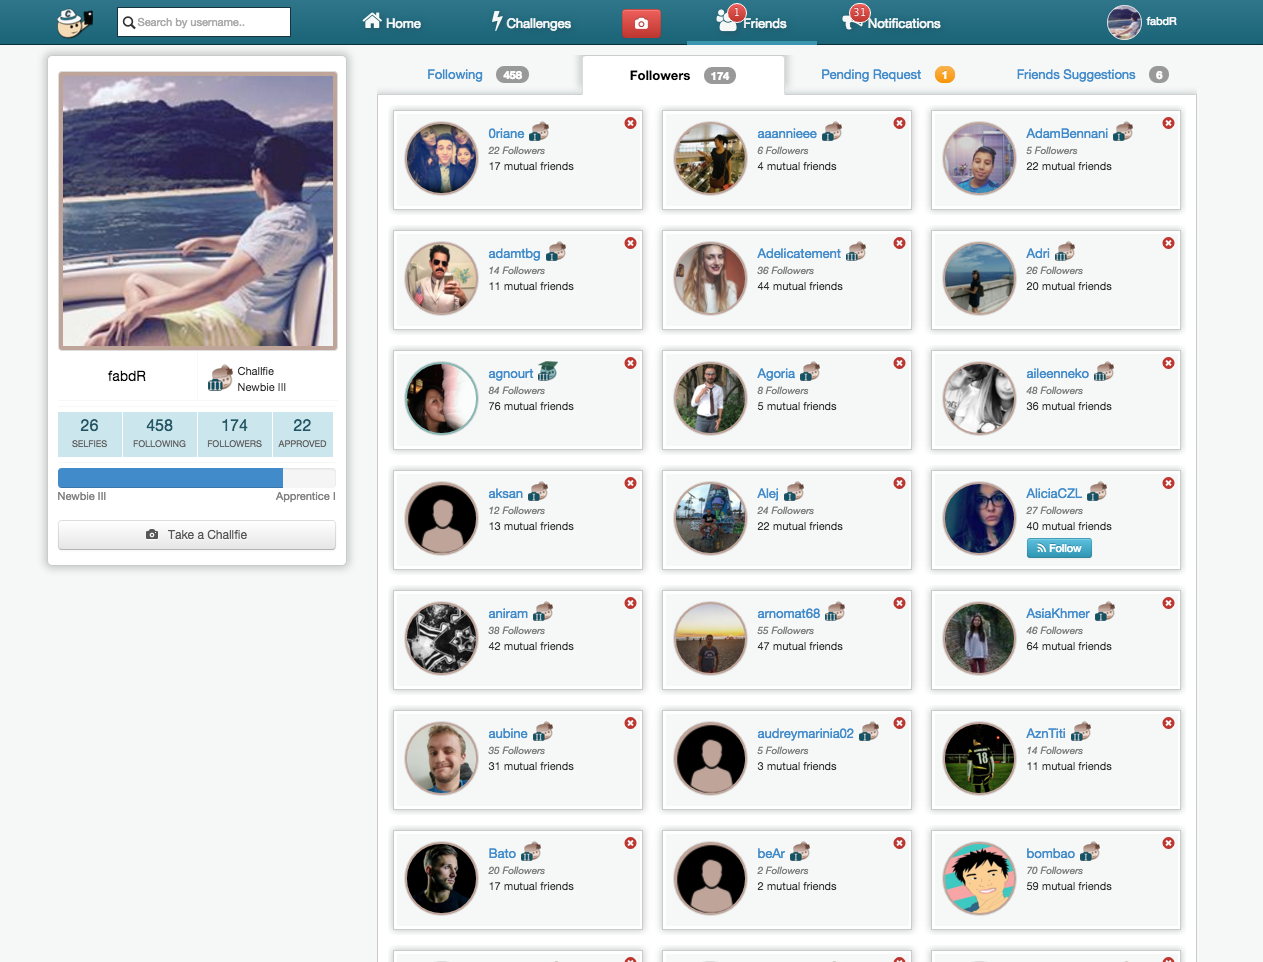 Search by username..
Home
Challenges
1
Friends
31
Notifications
fabdR
Following 458
Followers 174
Pending Request 1
Friends Suggestions 6
fabdR
Challfie
Newbie III
26
SELFIES
458
FOLLOWING
174
FOLLOWERS
22
APPROVED
Newbie III
Apprentice I
Take a Challfie
0riane
22 Followers
17 mutual friends
aaannieee
6 Followers
4 mutual friends
AdamBennani
5 Followers
22 mutual friends
adamtbg
14 Followers
11 mutual friends
Adelicatement
36 Followers
44 mutual friends
Adri
26 Followers
20 mutual friends
agnourt
84 Followers
76 mutual friends
Agoria
8 Followers
5 mutual friends
aileenneko
48 Followers
36 mutual friends
aksan
12 Followers
13 mutual friends
Alej
24 Followers
22 mutual friends
AliciaCZL
27 Followers
40 mutual friends
Follow
aniram
38 Followers
42 mutual friends
arnomat68
55 Followers
47 mutual friends
AsiaKhmer
46 Followers
64 mutual friends
aubine
35 Followers
31 mutual friends
audreymarinia02
5 Followers
3 mutual friends
AznTiti
14 Followers
11 mutual friends
18
Bato
20 Followers
17 mutual friends
beAr
2 Followers
2 mutual friends
bombao
70 Followers
59 mutual friends